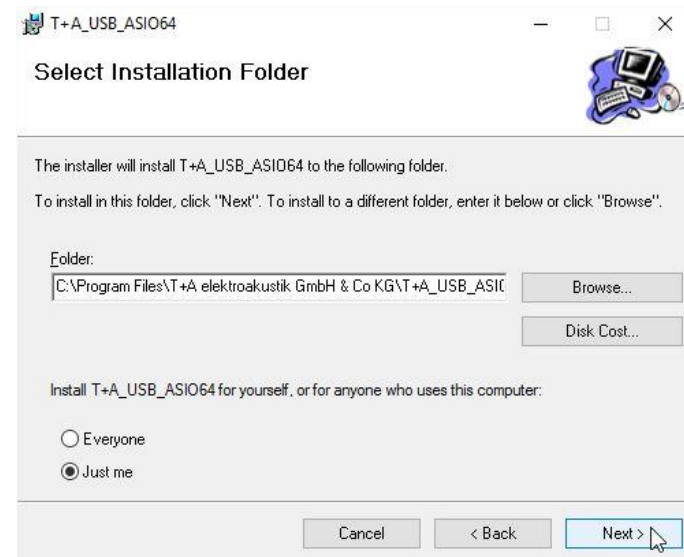 T+A_USB_ASIO64
Select Installation Folder
The installer will install T+A_USB_ASIO64 to the following folder.
To install in this folder, click "Next". To install to a different folder, enter it below or click "Browse".
Folder:
C:\Program Files\T+A elektroakustik GmbH & Co KG\T+A_USB_ASI
Browse...
Disk Cost...
Install T+A_USB_ASIO64 for yourself, or for anyone who uses this computer:
Everyone
Just me
Cancel
< Back
Next >